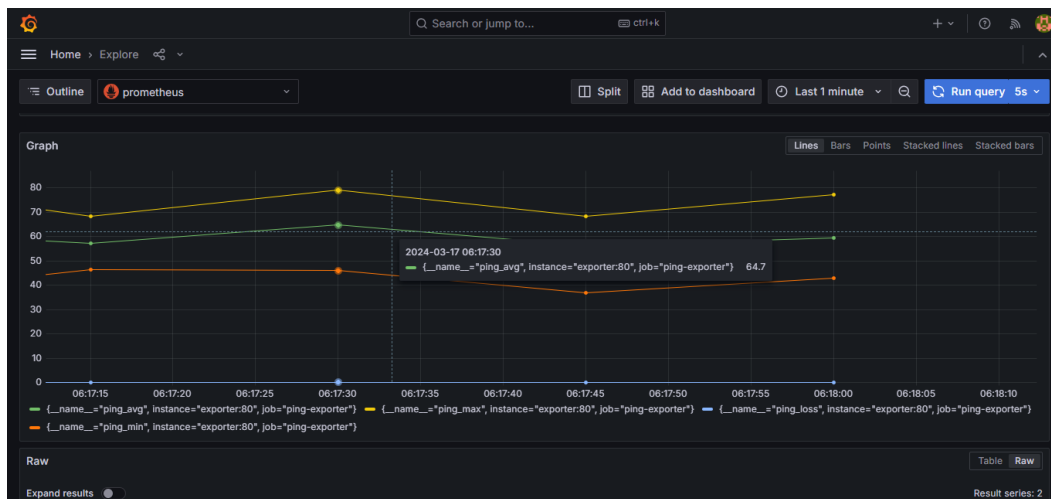 Search or jump to... ctrl+k
Home › Explore
Outline prometheus Split Add to dashboard Last 1 minute Run query 5s
Graph Lines Bars Points Stacked lines Stacked bars
80
70
60
50
40
30
20
10
0
2024-03-17 06:17:30
{__name__="ping_avg", instance="exporter:80", job="ping-exporter"} 64.7
06:17:15 06:17:20 06:17:25 06:17:30 06:17:35 06:17:40 06:17:45 06:17:50 06:17:55 06:18:00 06:18:05 06:18:10
{__name__="ping_avg", instance="exporter:80", job="ping-exporter"} {__name__="ping_max", instance="exporter:80", job="ping-exporter"} {__name__="ping_loss", instance="exporter:80", job="ping-exporter"}
{__name__="ping_min", instance="exporter:80", job="ping-exporter"}
Raw Table Raw
Expand results Result series: 2